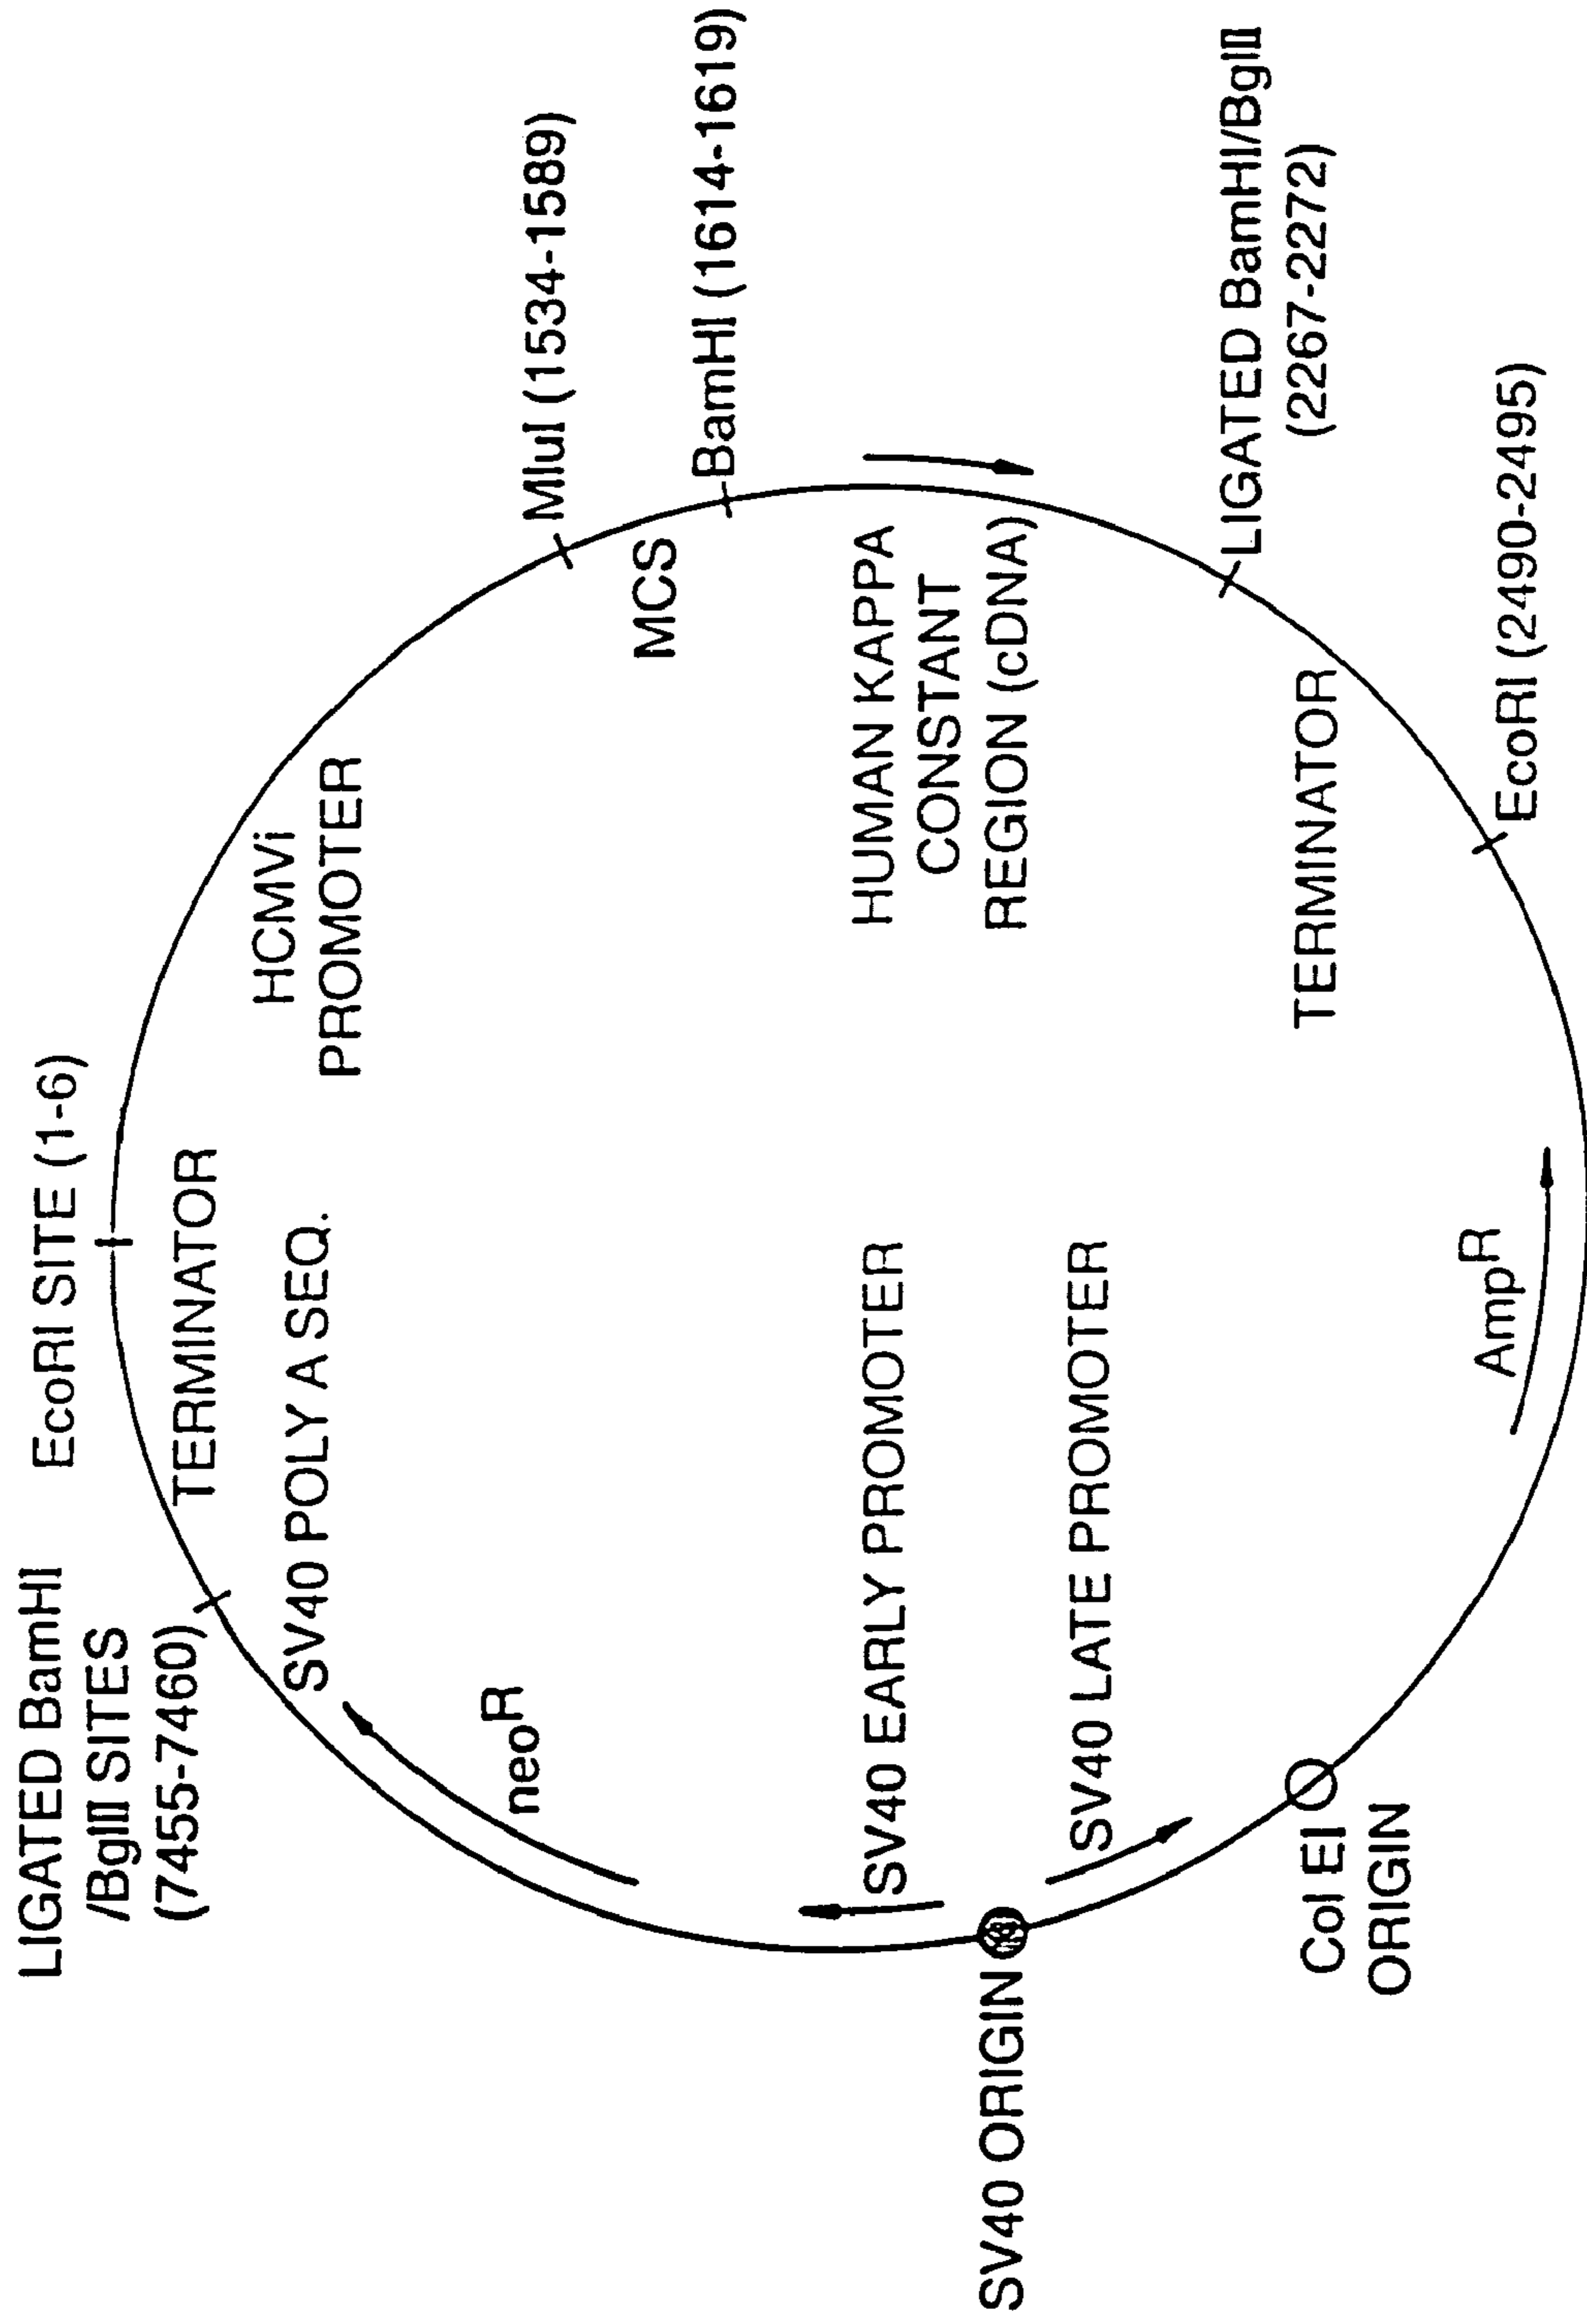 LIGATED BamHI
/BglII SITES
(7455-7460)
EcoRI SITE (1-6)
TERMINATOR
SV40 POLY A SEQ.
HCMVi
PROMOTER
neoR
MluI (1534-1589)
MCS
BamHI (1614-1619)
SV40 EARLY PROMOTER
HUMAN KAPPA
CONSTANT
REGION (cDNA)
SV40 ORIGIN
SV40 LATE PROMOTER
LIGATED BamHI/BglII
(2267-2272)
Col EI
ORIGIN
TERMINATOR
AmpR
EcoRI (2490-2495)